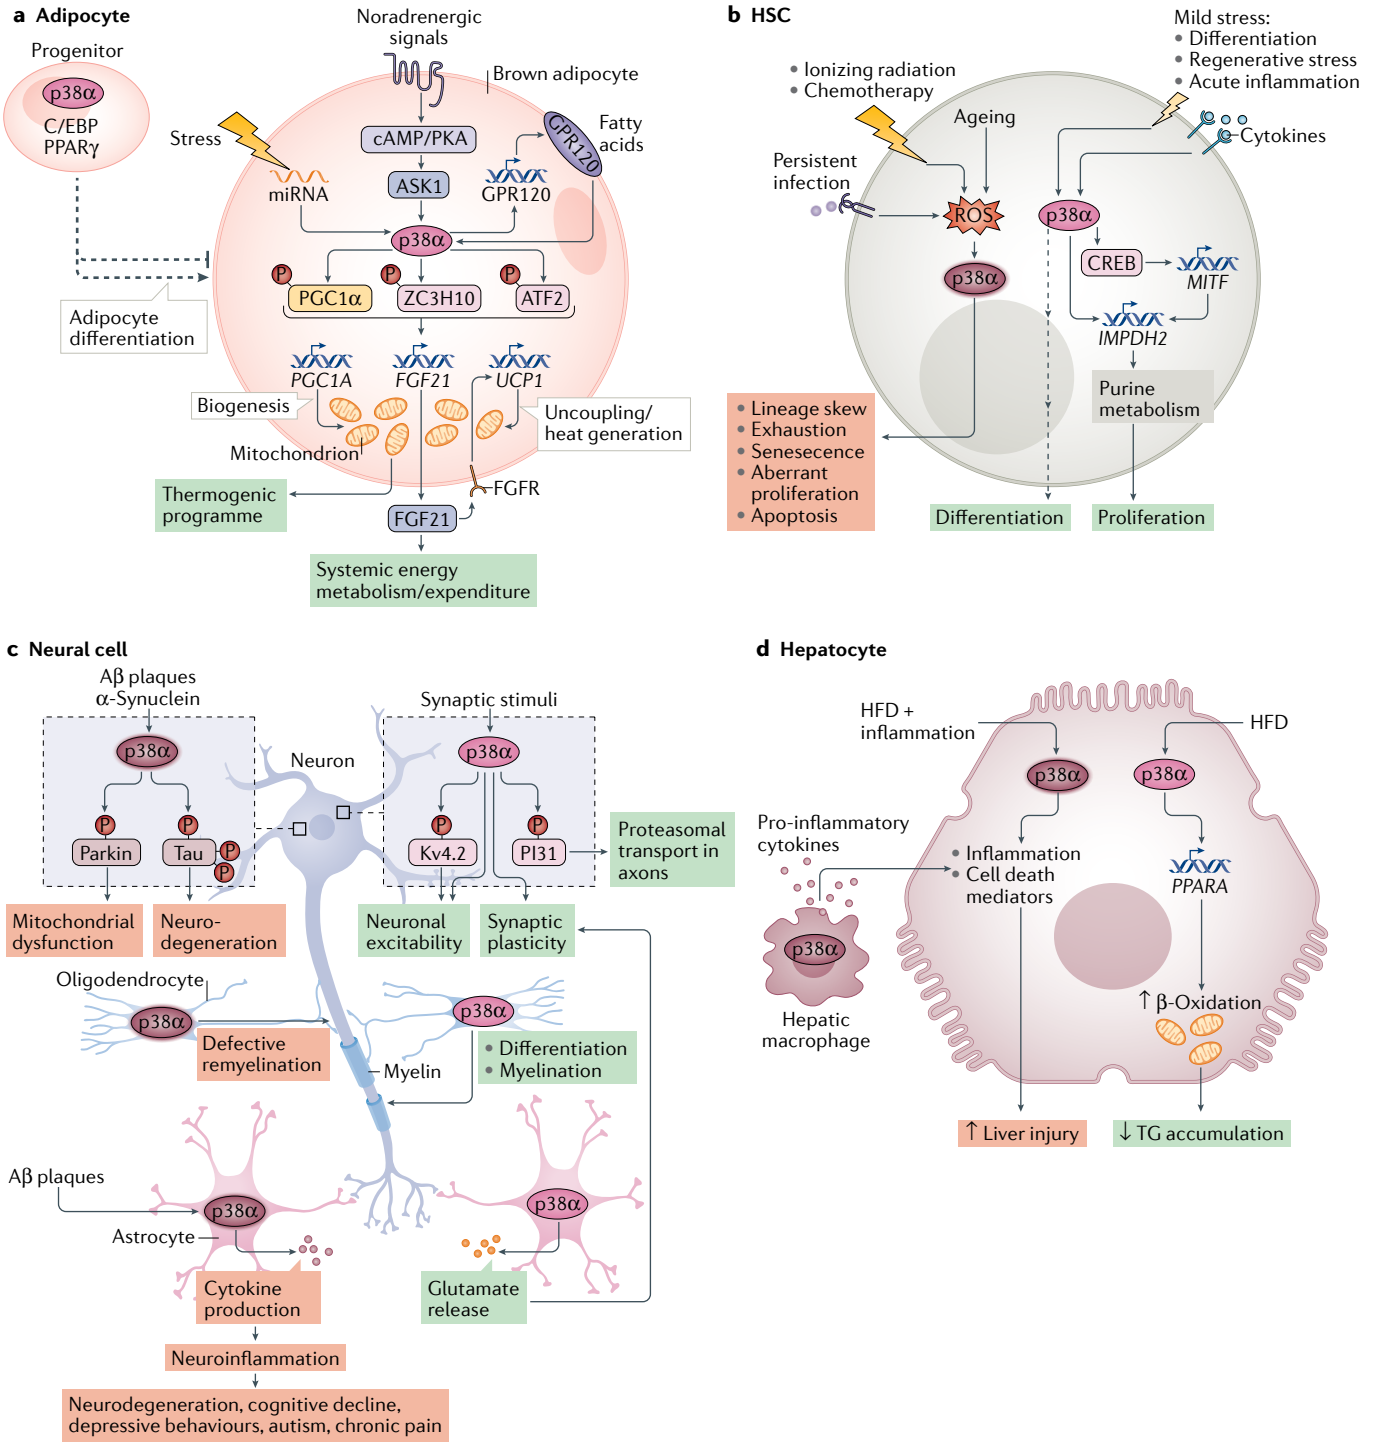 a Adipocyte
Progenitor
p38α
C/EBP
PPARγ
Noradrenergic
signals
Brown adipocyte
Stress
miRNA
cAMP/PKA
ASK1
GPR120
GPR120
Fatty
acids
p38α
P
P
P
PGC1α
ZC3H10
ATF2
Adipocyte
differentiation
PGC1A
FGF21
UCP1
Biogenesis
Uncoupling/
heat generation
Mitochondrion
FGFR
Thermogenic
programme
FGF21
Systemic energy
metabolism/expenditure
b HSC
Mild stress:
• Differentiation
• Regenerative stress
• Acute inflammation
• Ionizing radiation
• Chemotherapy
Ageing
Cytokines
Persistent
infection
ROS
p38α
p38α
CREB
MITF
IMPDH2
Purine
metabolism
• Lineage skew
• Exhaustion
• Senesecence
• Aberrant
proliferation
• Apoptosis
Differentiation
Proliferation
c Neural cell
Aβ plaques
α-Synuclein
p38α
P
P
Parkin
Tau
P
P
Mitochondrial
dysfunction
Neuro-
degeneration
Neuron
Synaptic stimuli
p38α
P
P
Kv4.2
PI31
Proteasomal
transport in
axons
Neuronal
excitability
Synaptic
plasticity
Oligodendrocyte
p38α
Defective
remyelination
p38α
• Differentiation
• Myelination
Myelin
Aβ plaques
p38α
Astrocyte
Cytokine
production
Neuroinflammation
Neurodegeneration, cognitive decline,
depressive behaviours, autism, chronic pain
p38α
Glutamate
release
d Hepatocyte
HFD +
inflammation
HFD
p38α
p38α
Pro-inflammatory
cytokines
• Inflammation
• Cell death
mediators
PPARA
p38α
Hepatic
macrophage
↑ β-Oxidation
↑ Liver injury
↓ TG accumulation